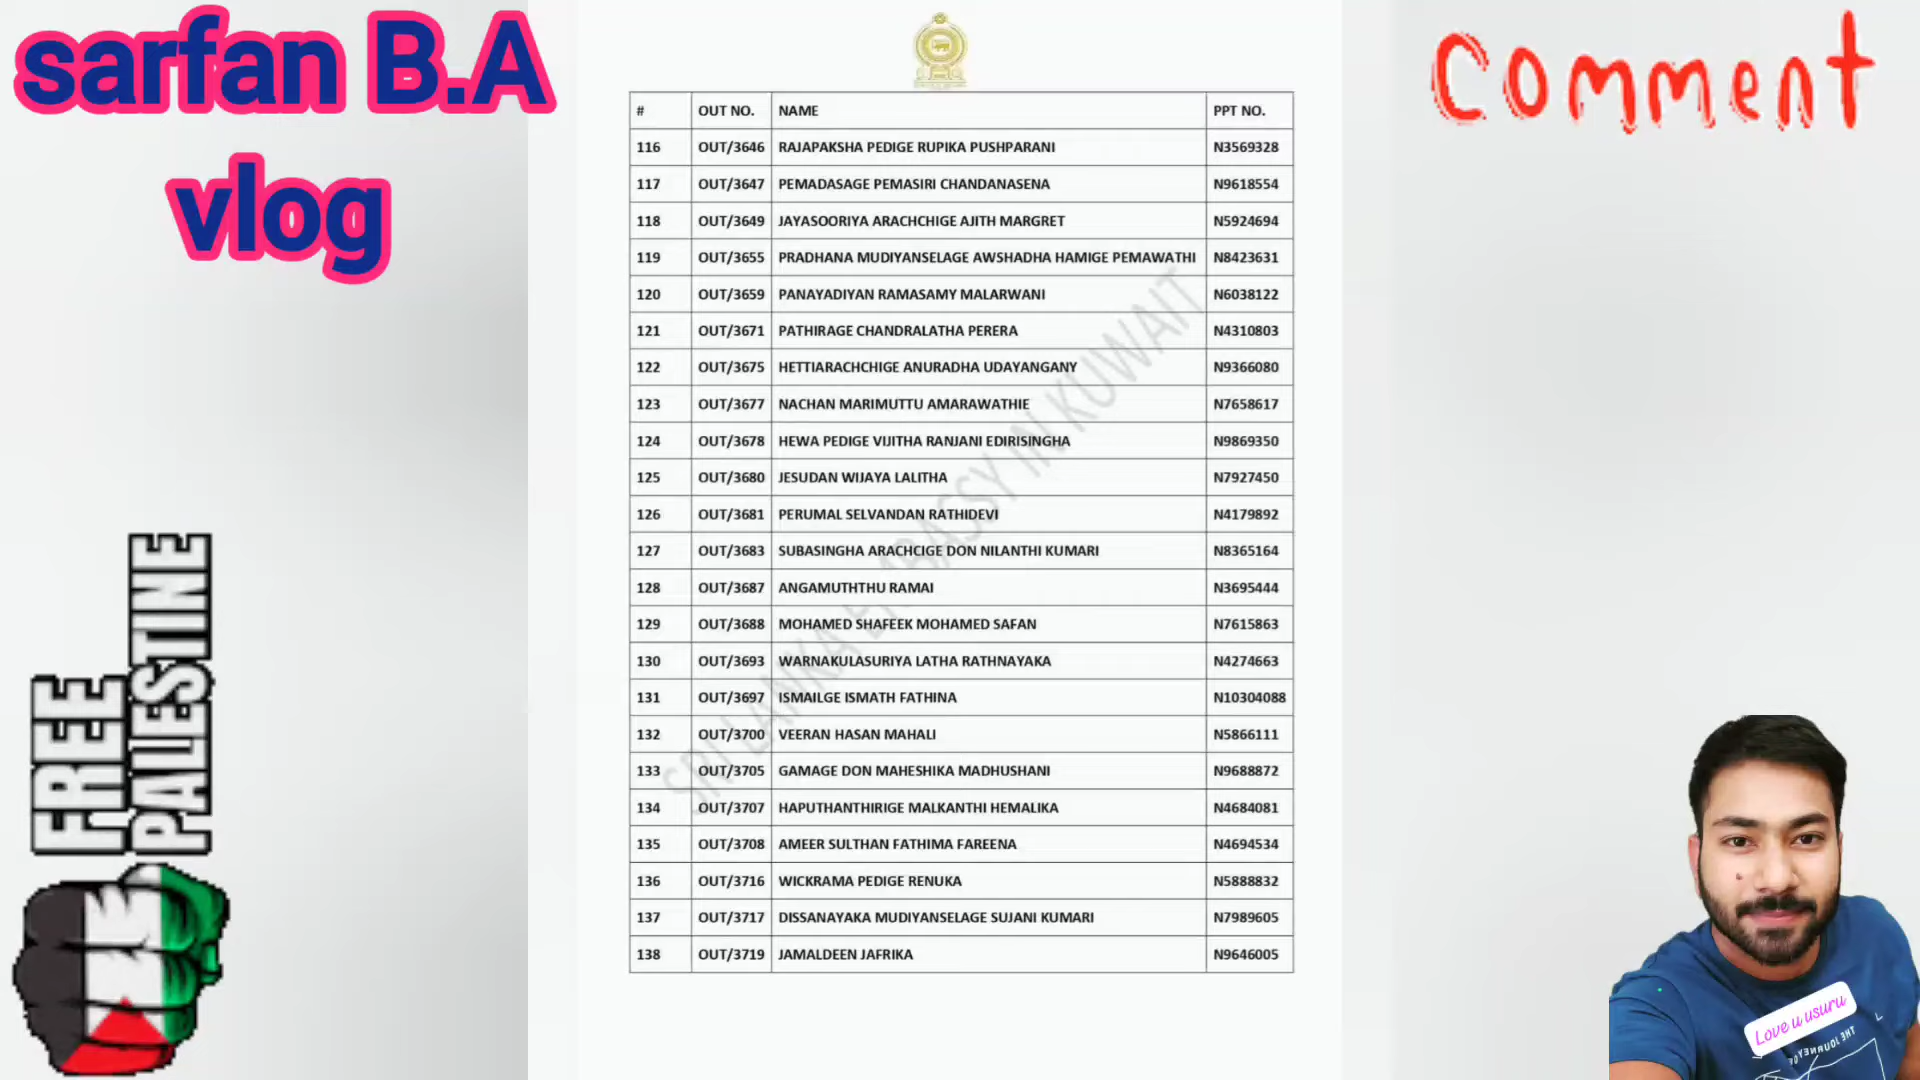 sarfan B.A
vlog
comment
# OUT NO. NAME PPT NO.
116 OUT/3646 RAJAPAKSHA PEDIGE RUPIKA PUSHPARANI N3569328
117 OUT/3647 PEMADASAGE PEMASIRI CHANDANASENA N9618554
118 OUT/3649 JAYASOORIYA ARACHCHIGE AJITH MARGRET N5924694
119 OUT/3655 PRADHANA MUDIYANSELAGE AWSHADHA HAMIGE PEMAWATHI N8423631
120 OUT/3659 PANAYADIYAN RAMASAMY MALARWANI N6038122
121 OUT/3671 PATHIRAGE CHANDRALATHA PERERA N4310803
122 OUT/3675 HETTIARACHCHIGE ANURADHA UDAYANGANY N9366080
123 OUT/3677 NACHAN MARIMUTTU AMARAWATHIE N7658617
124 OUT/3678 HEWA PEDIGE VIJITHA RANJANI EDIRISINGHA N9869350
125 OUT/3680 JESUDAN WIJAYA LALITHA N7927450
126 OUT/3681 PERUMAL SELVANDAN RATHIDEVI N4179892
127 OUT/3683 SUBASINGHA ARACHCIGE DON NILANTHI KUMARI N8365164
128 OUT/3687 ANGAMUTHTHU RAMAI N3695444
129 OUT/3688 MOHAMED SHAFEEK MOHAMED SAFAN N7615863
130 OUT/3693 WARNAKULASURIYA LATHA RATHNAYAKA N4274663
131 OUT/3697 ISMAILGE ISMATH FATHINA N10304088
132 OUT/3700 VEERAN HASAN MAHALI N5866111
133 OUT/3705 GAMAGE DON MAHESHIKA MADHUSHANI N9688872
134 OUT/3707 HAPUTHANTHIRIGE MALKANTHI HEMALIKA N4684081
135 OUT/3708 AMEER SULTHAN FATHIMA FAREENA N4694534
136 OUT/3716 WICKRAMA PEDIGE RENUKA N5888832
137 OUT/3717 DISSANAYAKA MUDIYANSELAGE SUJANI KUMARI N7989605
138 OUT/3719 JAMALDEEN JAFRIKA N9646005
SRI LANKA EMBASSY IN KUWAIT
FREE
PALESTINE
Love u usuru
THE JOURNEY